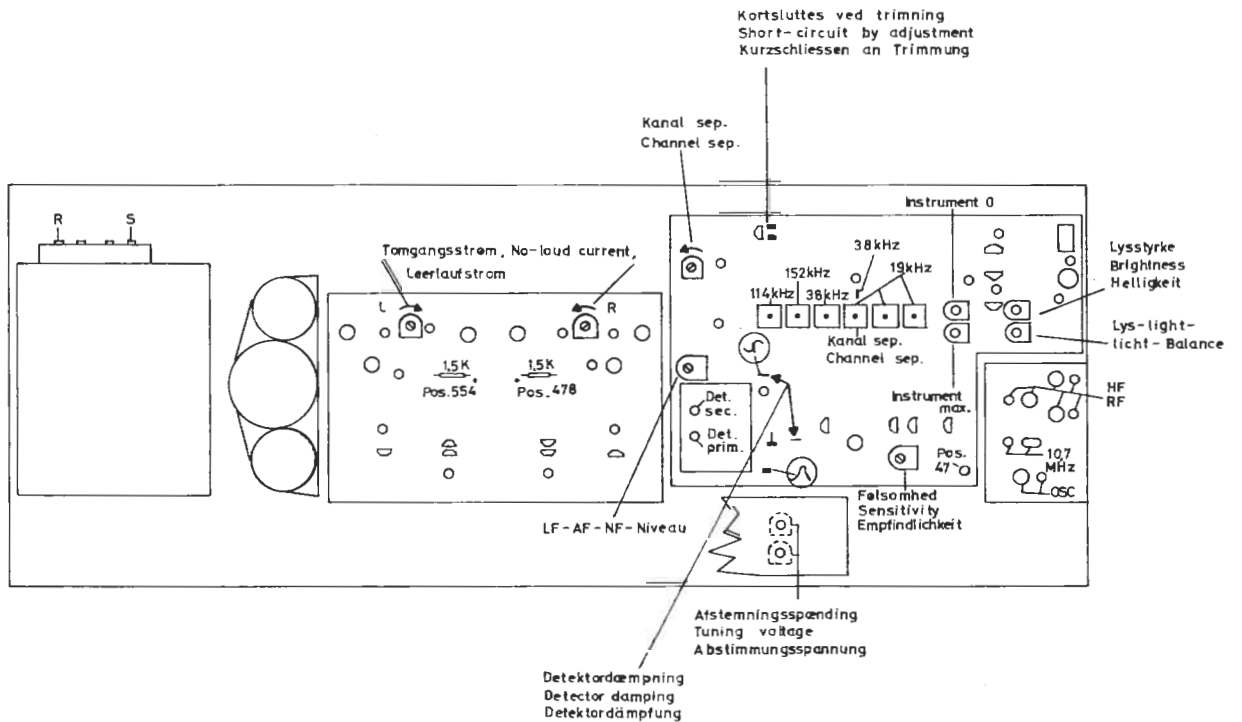 Kortsluttes ved trimning
Short-circuit by adjustment
Kurzschliessen an Trimmung
Kanal sep.
Channel sep.
Instrument 0
R S
Tomgangsstrøm, No-loud current,
Leerlaufstrom
L
R
38kHz
19kHz
152kHz
114kHz
38kHz
Lysstyrke
Brightness
Helligkeit
Lys-light-
licht-Balance
Kanal sep.
Channel sep.
1,5K
Pos.554
1,5K
Pos.478
Det.
sec.
Det.
prim.
Instrument
max.
HF
RF
Pos.
47
10,7
MHz
OSC
Følsomhed
Sensitivity
Empfindlichkeit
LF-AF-NF-Niveau
Afstemningsspænding
Tuning voltage
Abstimmungsspannung
Detektordæmpning
Detector damping
Detektordämpfung